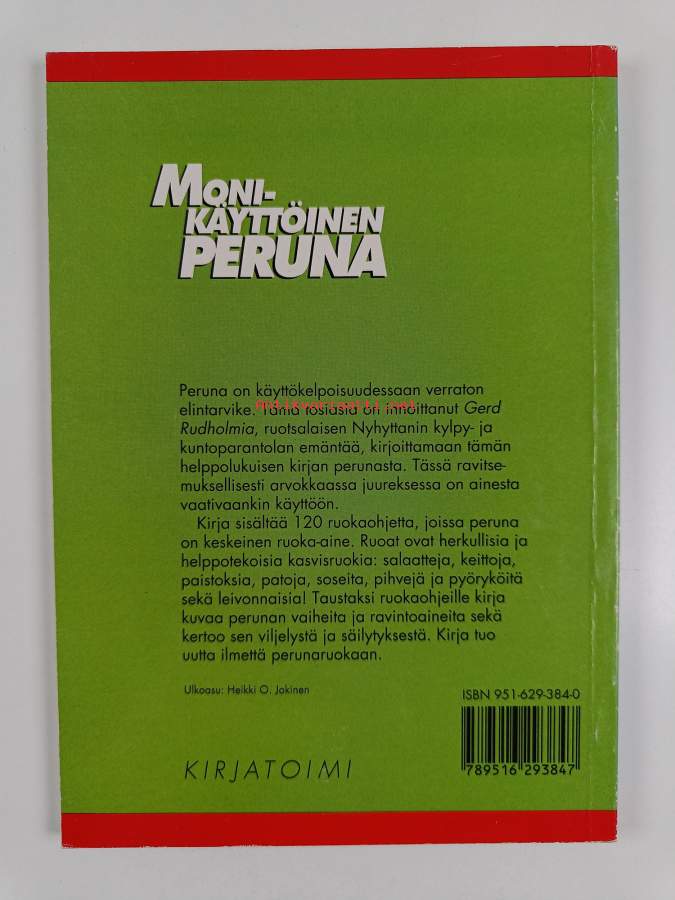 MONI-
KÄYTTÖINEN
PERUNA
Peruna on käyttökelpoisuudessaan verraton
elintarvike. Tämä tosiasia on innoittanut Gerd
Antikvariaatti.net
Rudholmia, ruotsalaisen Nyhyttanin kylpy- ja
kuntoparantolan emäntää, kirjoittamaan tämän
helppolukuisen kirjan perunasta. Tässä ravitse-
muksellisesti arvokkaassa juureksessa on ainesta
vaativaankin käyttöön.
Kirja sisältää 120 ruokaohjetta, joissa peruna
on keskeinen ruoka-aine. Ruoat ovat herkullisia ja
helppotekoisia kasvisruokia: salaatteja, keittoja,
paistoksia, patoja, soseita, pihvejä ja pyöryköitä
sekä leivonnaisia! Taustaksi ruokaohjeille kirja
kuvaa perunan vaiheita ja ravintoaineita sekä
kertoo sen viljelystä ja säilytyksestä. Kirja tuo
uutta ilmettä perunaruokaan.
Ulkoasu: Heikki O. Jokinen
ISBN 951-629-384-0
789516 293847
KIRJATOIMI